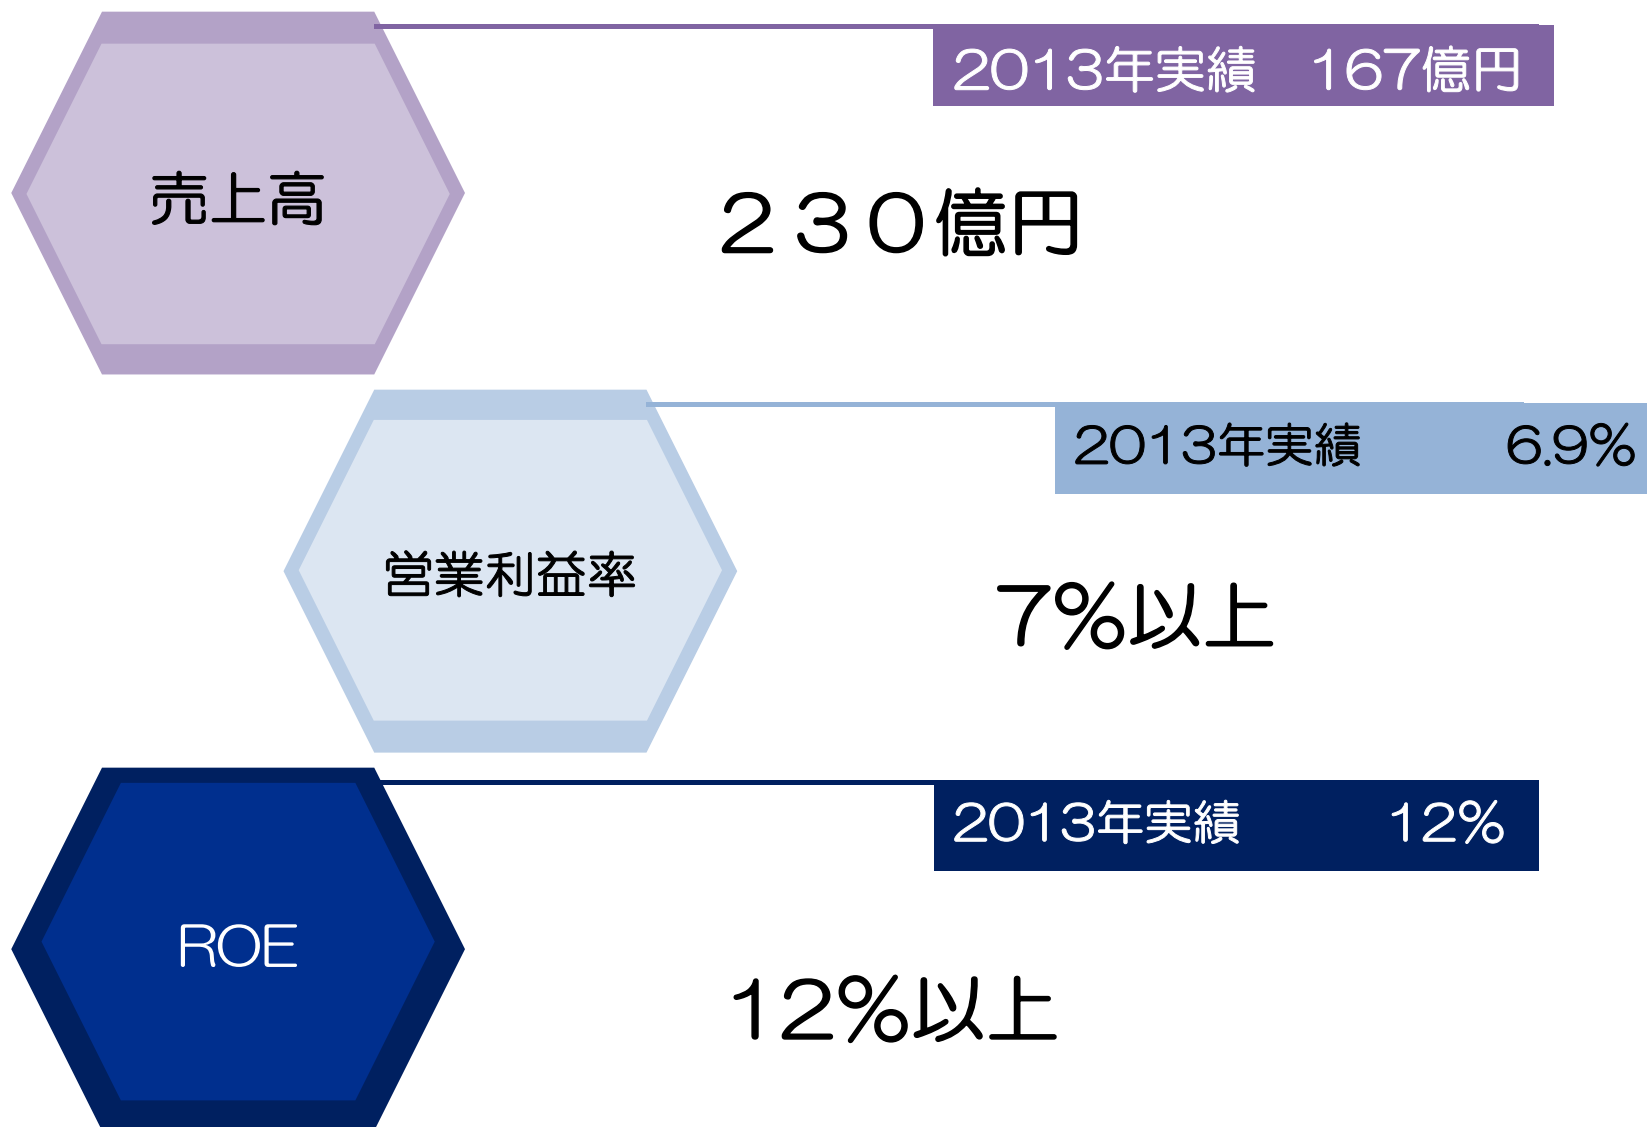 2013年実績　167億円
売上高
２３０億円
2013年実績　6.9%
営業利益率
7%以上
2013年実績　12%
ROE
12%以上